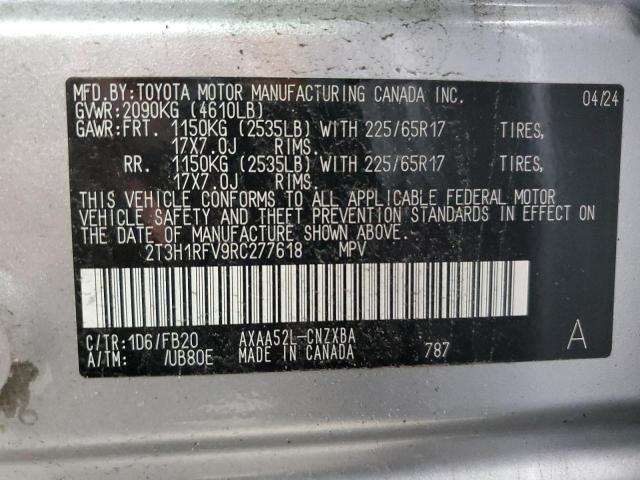 MFD.BY:TOYOTA MOTOR MANUFACTURING CANADA INC. 04/24
GVWR:2090KG (4610LB)
GAWR:FRT. 1150KG (2535LB) WITH 225/65R17 TIRES,
17X7.0J RIMS.
RR. 1150KG (2535LB) WITH 225/65R17 TIRES,
17X7.0J RIMS.
THIS VEHICLE CONFORMS TO ALL APPLICABLE FEDERAL MOTOR
VEHICLE SAFETY AND THEFT PREVENTION STANDARDS IN EFFECT ON
THE DATE OF MANUFACTURE SHOWN ABOVE.
2T3H1RFV9RC277618 MPV
C/TR:1D6/FB20 AXAA52L-CNZXBA A
A/TM: /UB80E MADE IN CANADA 787